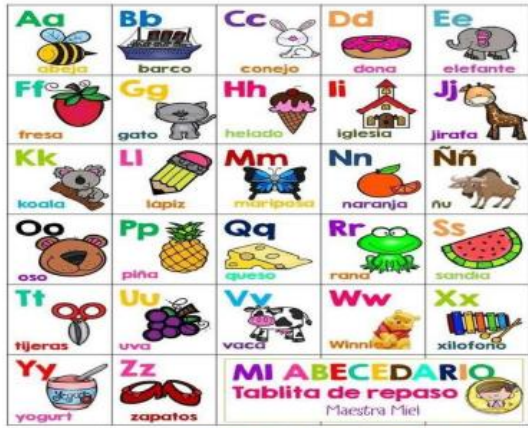 Aa Bb Cc Dd Ee
abeja barco conejo dona elefante
Ff Gg Hh Ii Jj
fresa gato helado iglesia jirafa
Kk Ll Mm Nn Ññ
koala lápiz mariposa naranja ñu
Oo Pp Qq Rr Ss
oso piña queso rana sandia
Tt Uu Vv Ww Xx
tijeras uva vaca Winnie xilofono
Yy Zz
Yogurt
yogurt zapatos
MI ABECEDARIO
Tablita de repaso
Maestra Miel